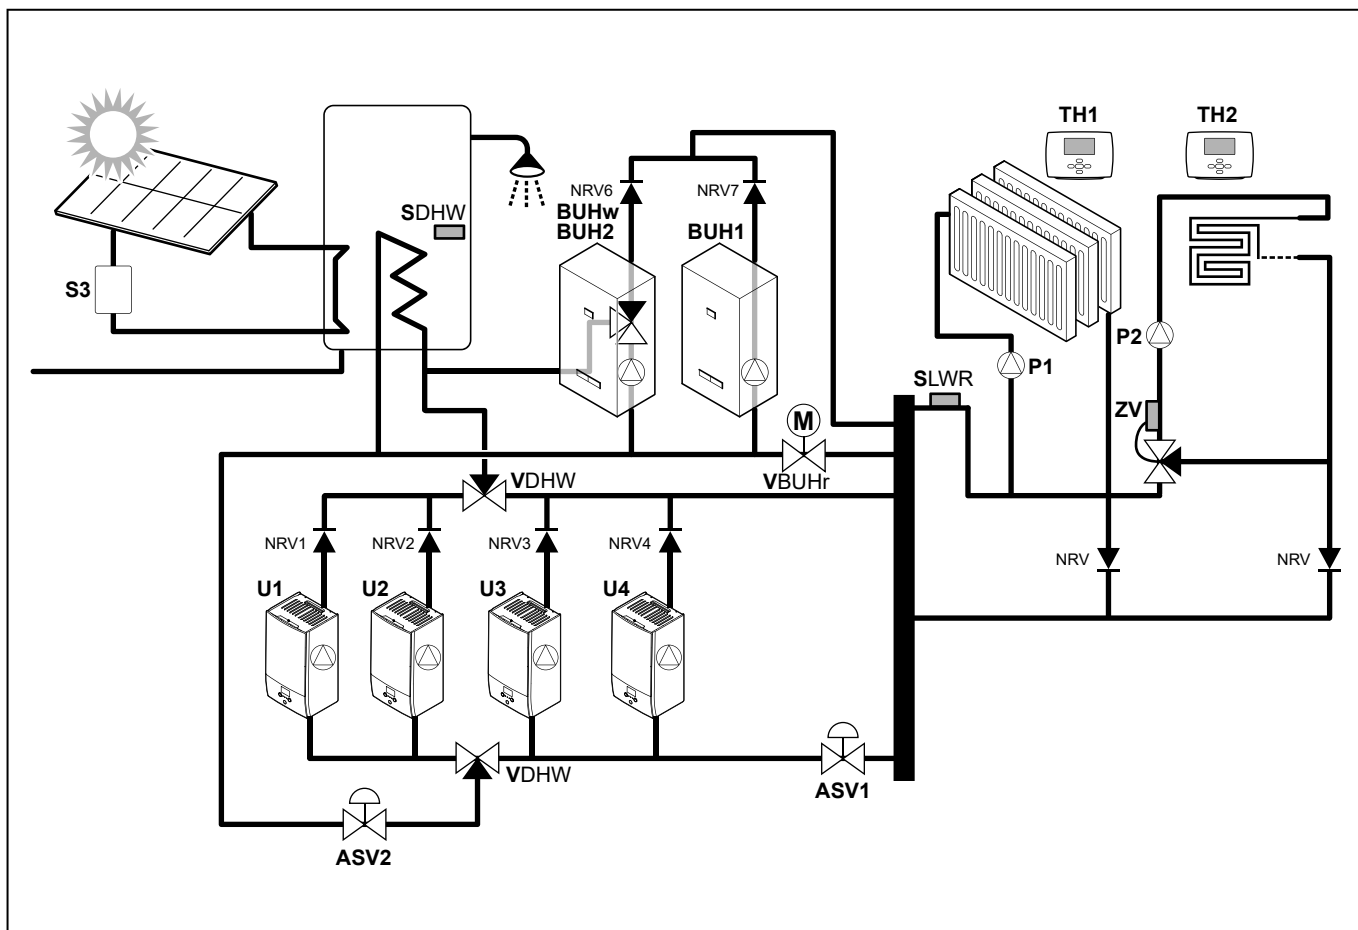 TH1
TH2
NRV6
NRV7
SDHW
BUHw
BUH2
BUH1
S3
P2
P1
SLWR
ZV
M
VDHW
VBUHr
NRV1
NRV2
NRV3
NRV4
NRV
NRV
U1
U2
U3
U4
VDHW
ASV1
ASV2